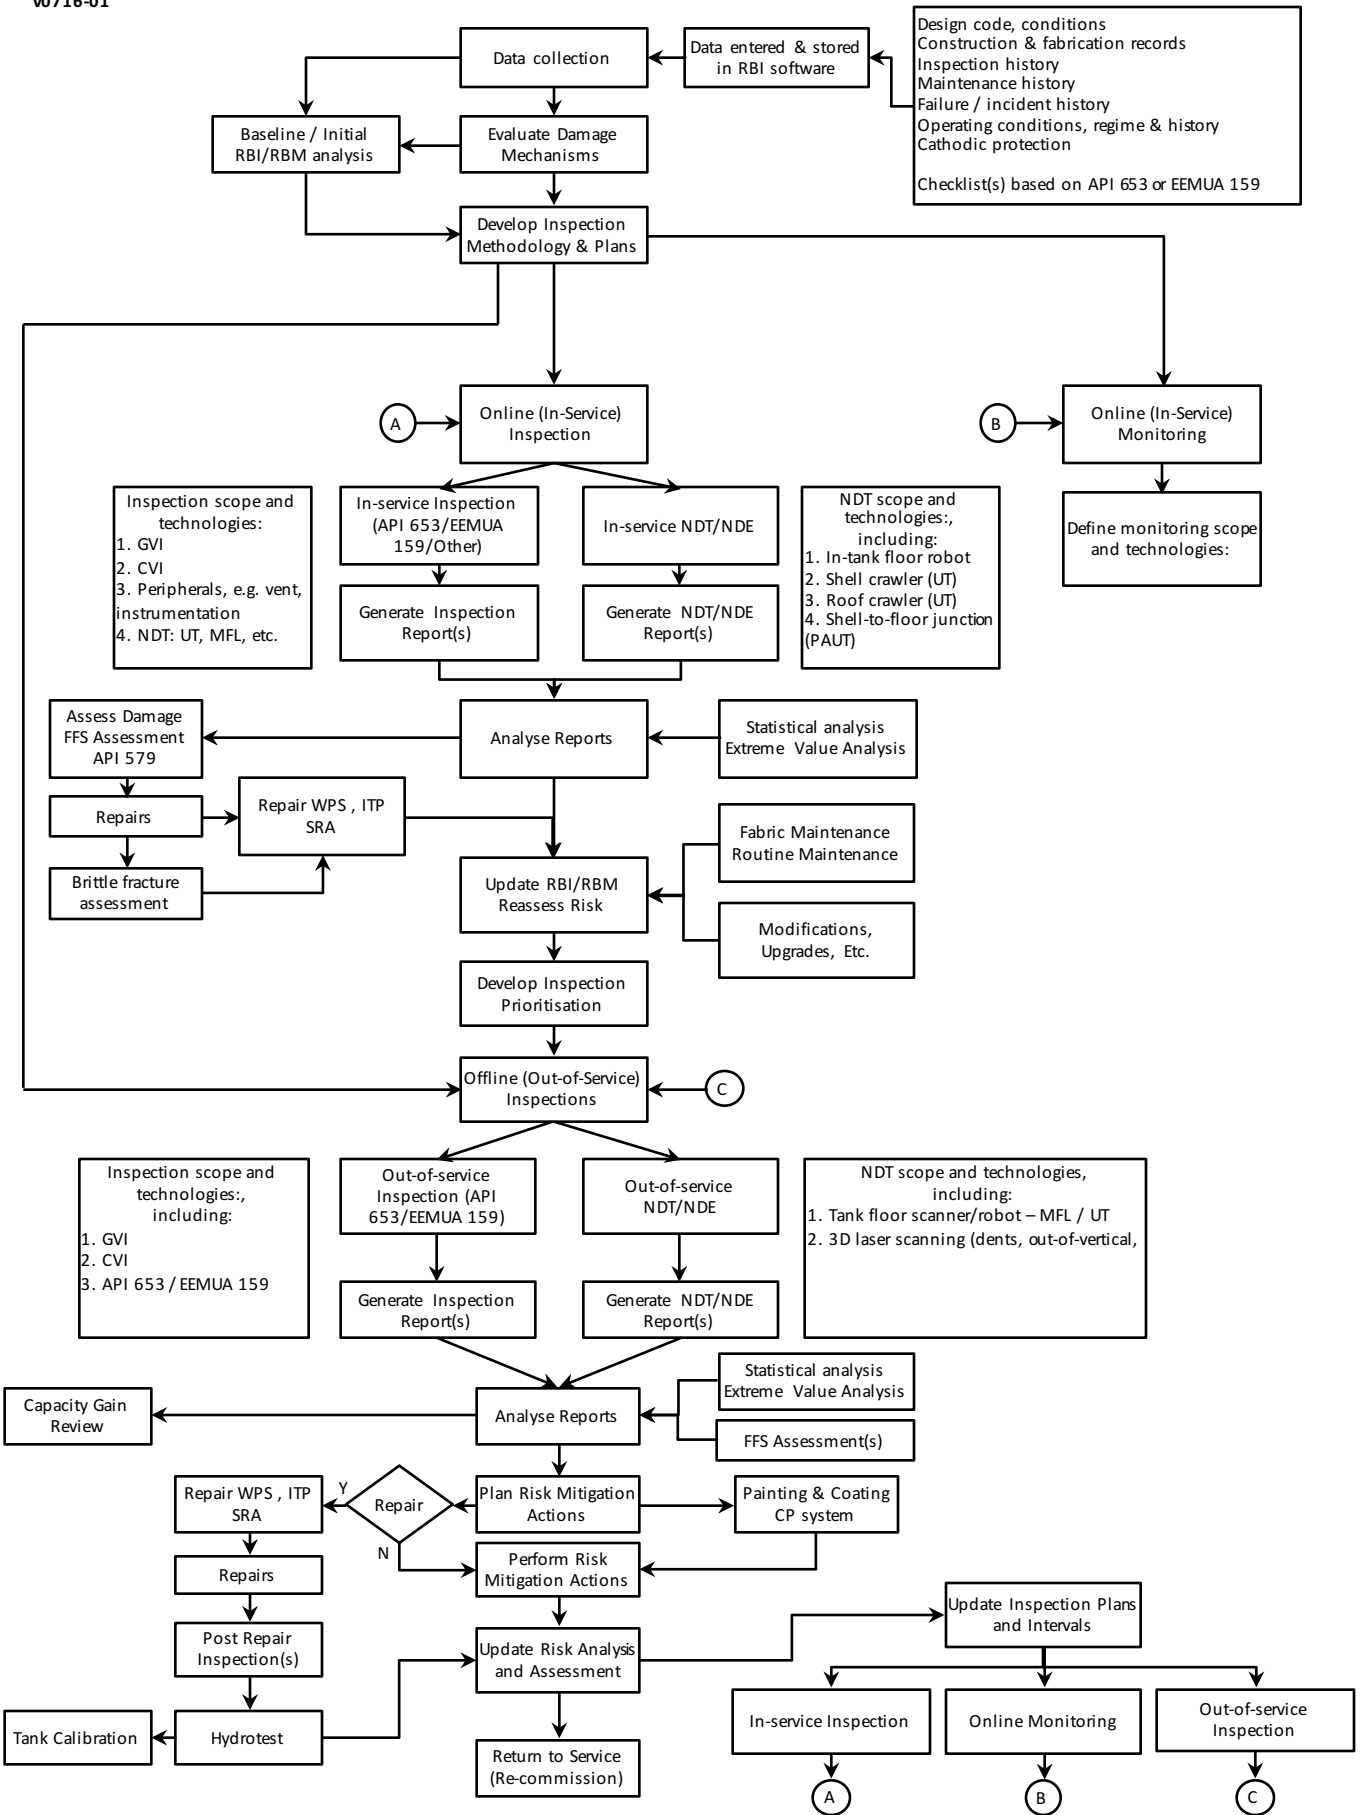 v0716-01
Data collection
Data entered & stored
in RBI software
Design code, conditions
Construction & fabrication records
Inspection history
Maintenance history
Failure / incident history
Operating conditions, regime & history
Cathodic protection
Checklist(s) based on API 653 or EEMUA 159
Baseline / Initial
RBI/RBM analysis
Evaluate Damage
Mechanisms
Develop Inspection
Methodology & Plans
A
Online (In-Service)
Inspection
B
Online (In-Service)
Monitoring
Inspection scope and
technologies:
1. GVI
2. CVI
3. Peripherals, e.g. vent,
instrumentation
4. NDT: UT, MFL, etc.
In-service Inspection
(API 653/EEMUA
159/Other)
In-service NDT/NDE
NDT scope and
technologies:,
including:
1. In-tank floor robot
2. Shell crawler (UT)
3. Roof crawler (UT)
4. Shell-to-floor junction
(PAUT)
Define monitoring scope
and technologies:
Generate Inspection
Report(s)
Generate NDT/NDE
Report(s)
Assess Damage
FFS Assessment
API 579
Analyse Reports
Statistical analysis
Extreme Value Analysis
Repairs
Repair WPS , ITP
SRA
Brittle fracture
assessment
Fabric Maintenance
Routine Maintenance
Update RBI/RBM
Reassess Risk
Modifications,
Upgrades, Etc.
Develop Inspection
Prioritisation
Offline (Out-of-Service)
Inspections
C
Inspection scope and
technologies:,
including:
1. GVI
2. CVI
3. API 653 / EEMUA 159
Out-of-service
Inspection (API
653/EEMUA 159)
Out-of-service
NDT/NDE
NDT scope and technologies,
including:
1. Tank floor scanner/robot – MFL / UT
2. 3D laser scanning (dents, out-of-vertical,
Generate Inspection
Report(s)
Generate NDT/NDE
Report(s)
Capacity Gain
Review
Analyse Reports
Statistical analysis
Extreme Value Analysis
FFS Assessment(s)
Repair WPS , ITP
SRA
Y
Repair
N
Plan Risk Mitigation
Actions
Painting & Coating
CP system
Repairs
Perform Risk
Mitigation Actions
Post Repair
Inspection(s)
Update Risk Analysis
and Assessment
Update Inspection Plans
and Intervals
Tank Calibration
Hydrotest
Return to Service
(Re-commission)
In-service Inspection
Online Monitoring
Out-of-service
Inspection
A
B
C